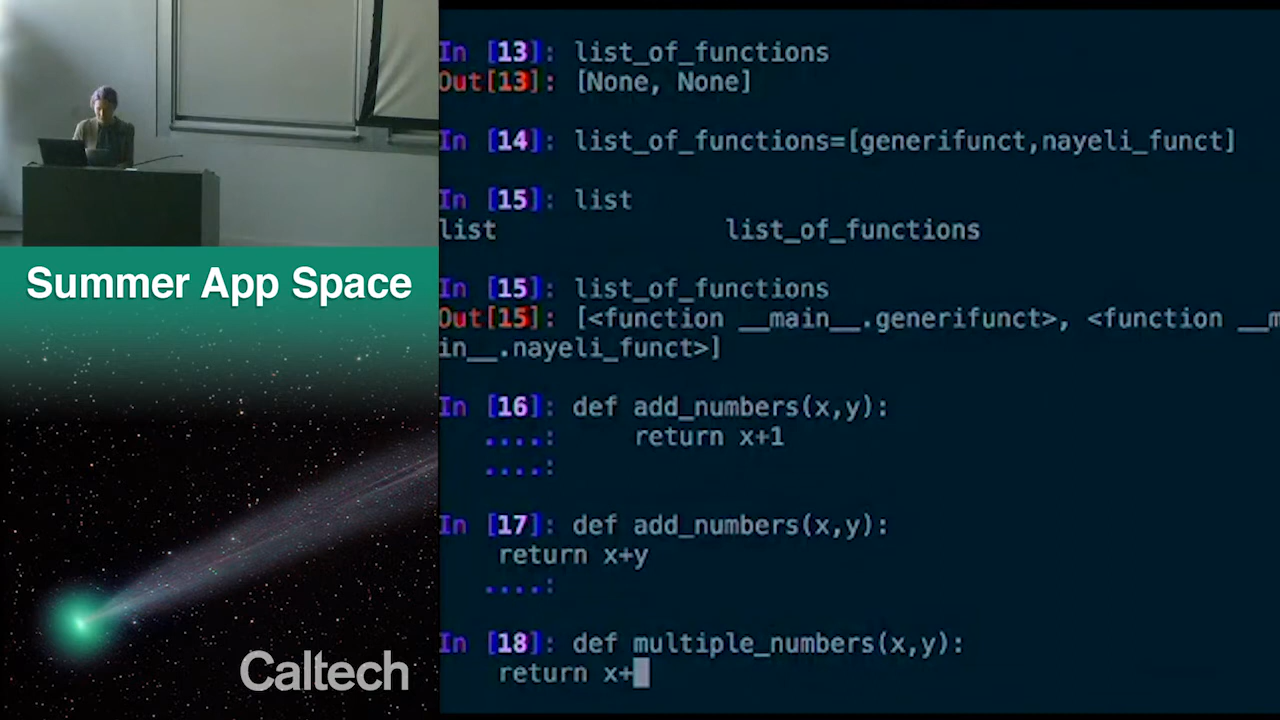 Summer App Space
Caltech
In [13]: list_of_functions
Out[13]: [None, None]
In [14]: list_of_functions=[generifunct,nayeli_funct]
In [15]: list
list list_of_functions
In [15]: list_of_functions
Out[15]: [<function __main__.generifunct>, <function __m
in__.nayeli_funct>]
In [16]: def add_numbers(x,y):
....: return x+1
....:
In [17]: def add_numbers(x,y):
return x+y
....:
In [18]: def multiple_numbers(x,y):
return x+